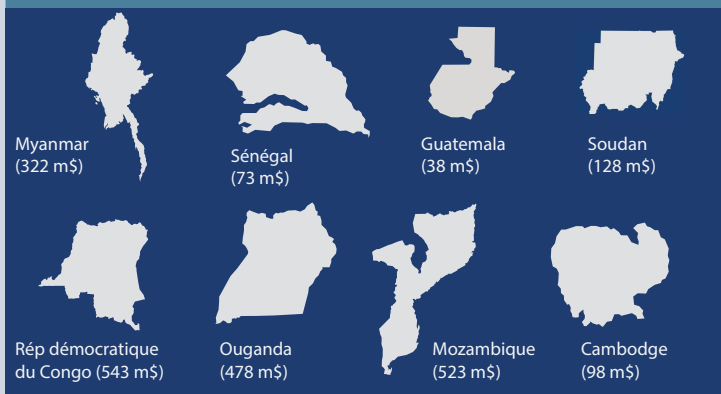 Myanmar
(322 m$)
Sénégal
(73 m$)
Guatemala
(38 m$)
Soudan
(128 m$)
Rép démocratique
du Congo (543 m$)
Ouganda
(478 m$)
Mozambique
(523 m$)
Cambodge
(98 m$)